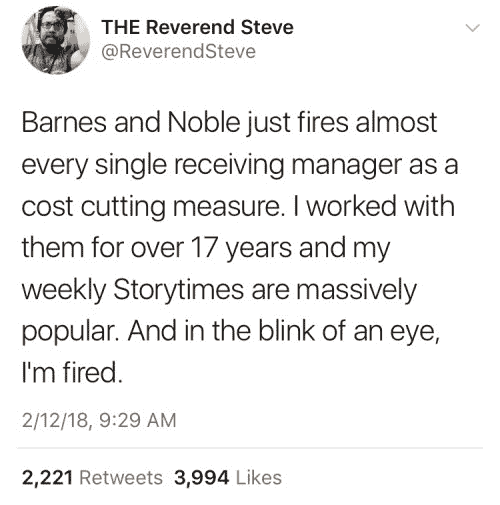 THE Reverend Steve
@ReverendSteve
Barnes and Noble just fires almost
every single receiving manager as a
cost cutting measure. I worked with
them for over 17 years and my
weekly Storytimes are massively
popular. And in the blink of an eye,
I'm fired.
2/12/18, 9:29 AM
2,221 Retweets 3,994 Likes